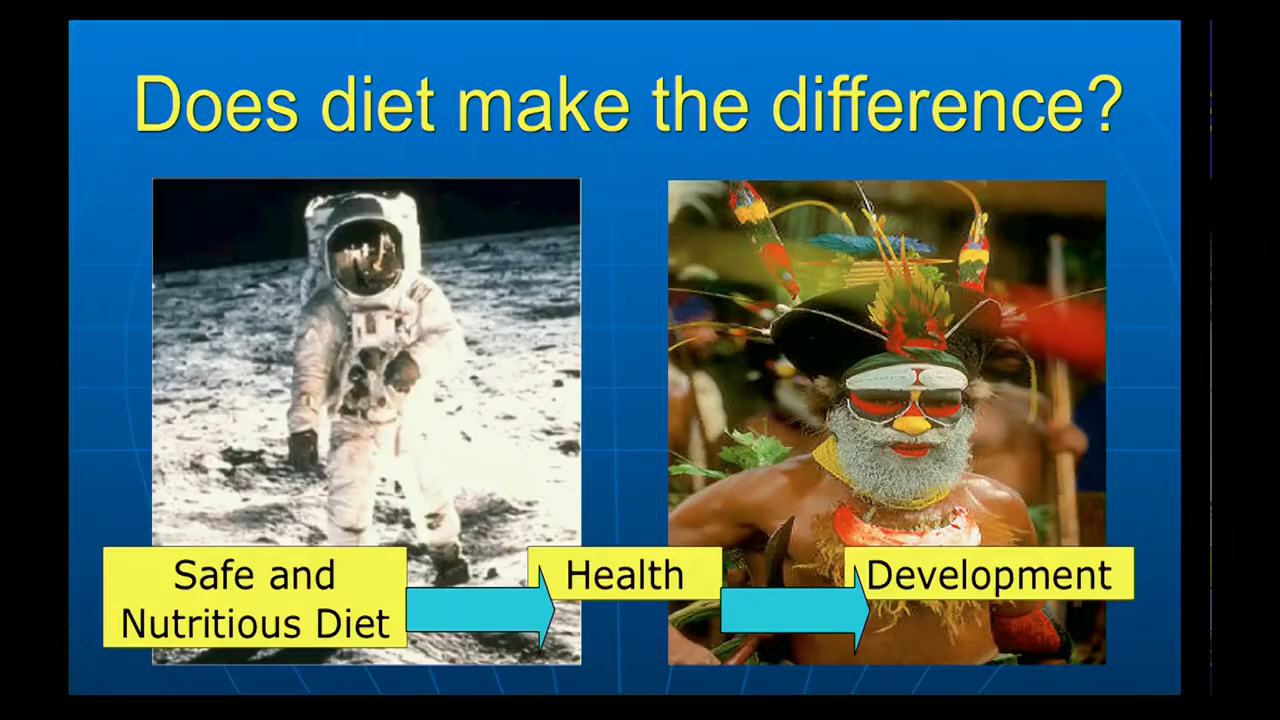 Does diet make the difference?
Safe and
Nutritious Diet
Health
Development